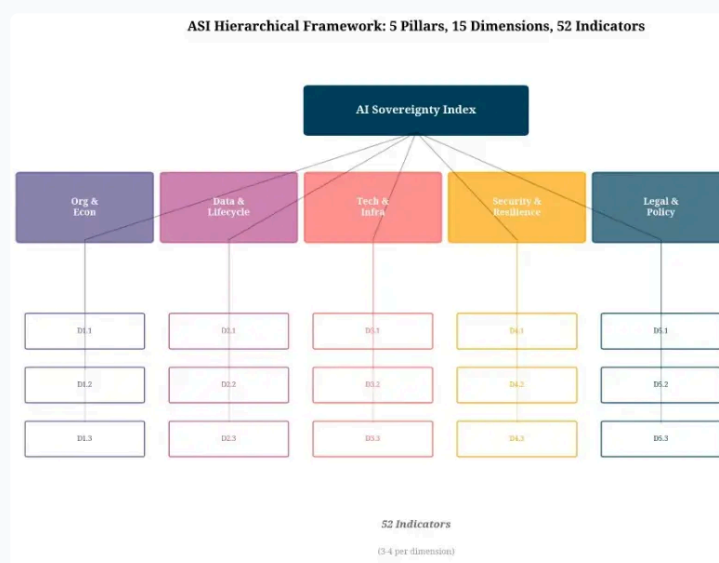 ASI Hierarchical Framework: 5 Pillars, 15 Dimensions, 52 Indicators
AI Sovereignty Index
Org &
Econ
Data &
Lifecycle
Tech &
Infra
Security &
Resilience
Legal &
Policy
D1.1
D2.1
D3.1
D4.1
D5.1
D1.2
D2.2
D3.2
D4.2
D5.2
D1.3
D2.3
D3.3
D4.3
D5.3
52 Indicators
(3-4 per dimension)